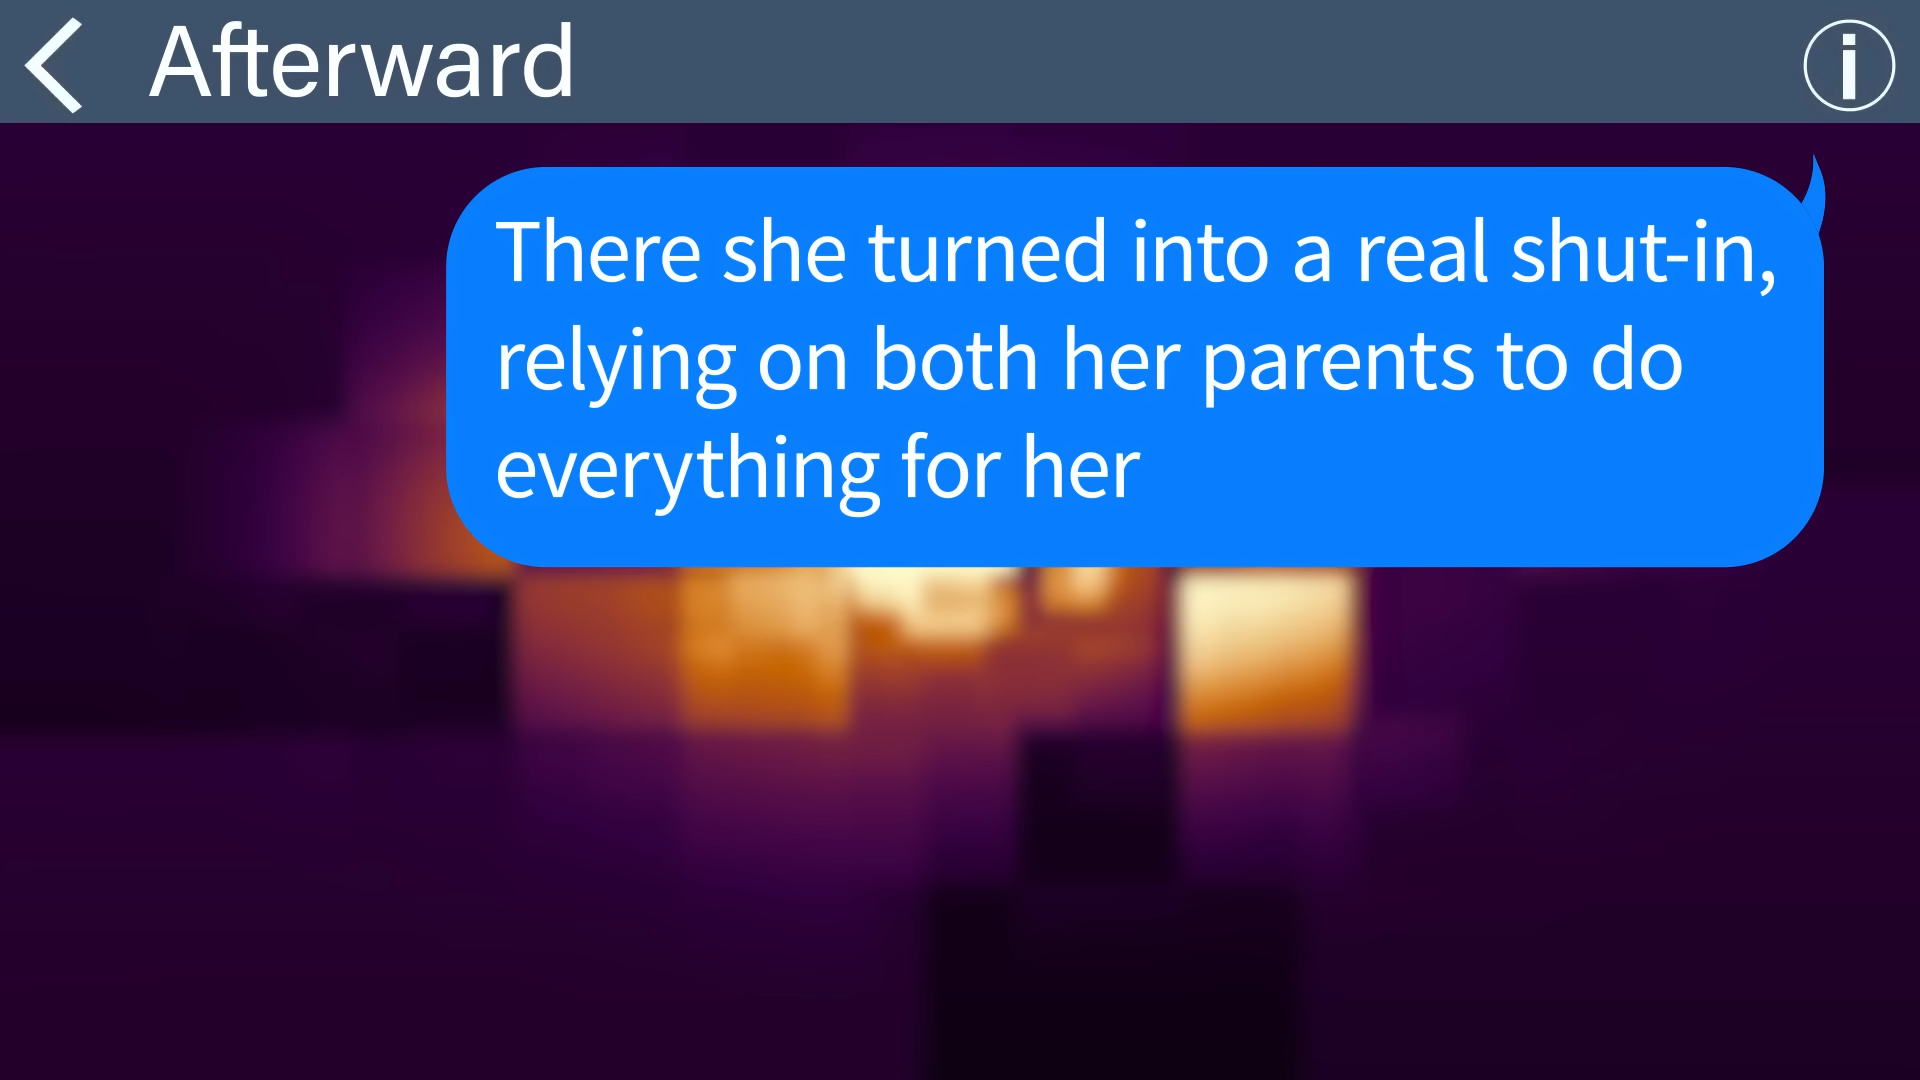 Afterward
There she turned into a real shut-in,
relying on both her parents to do
everything for her